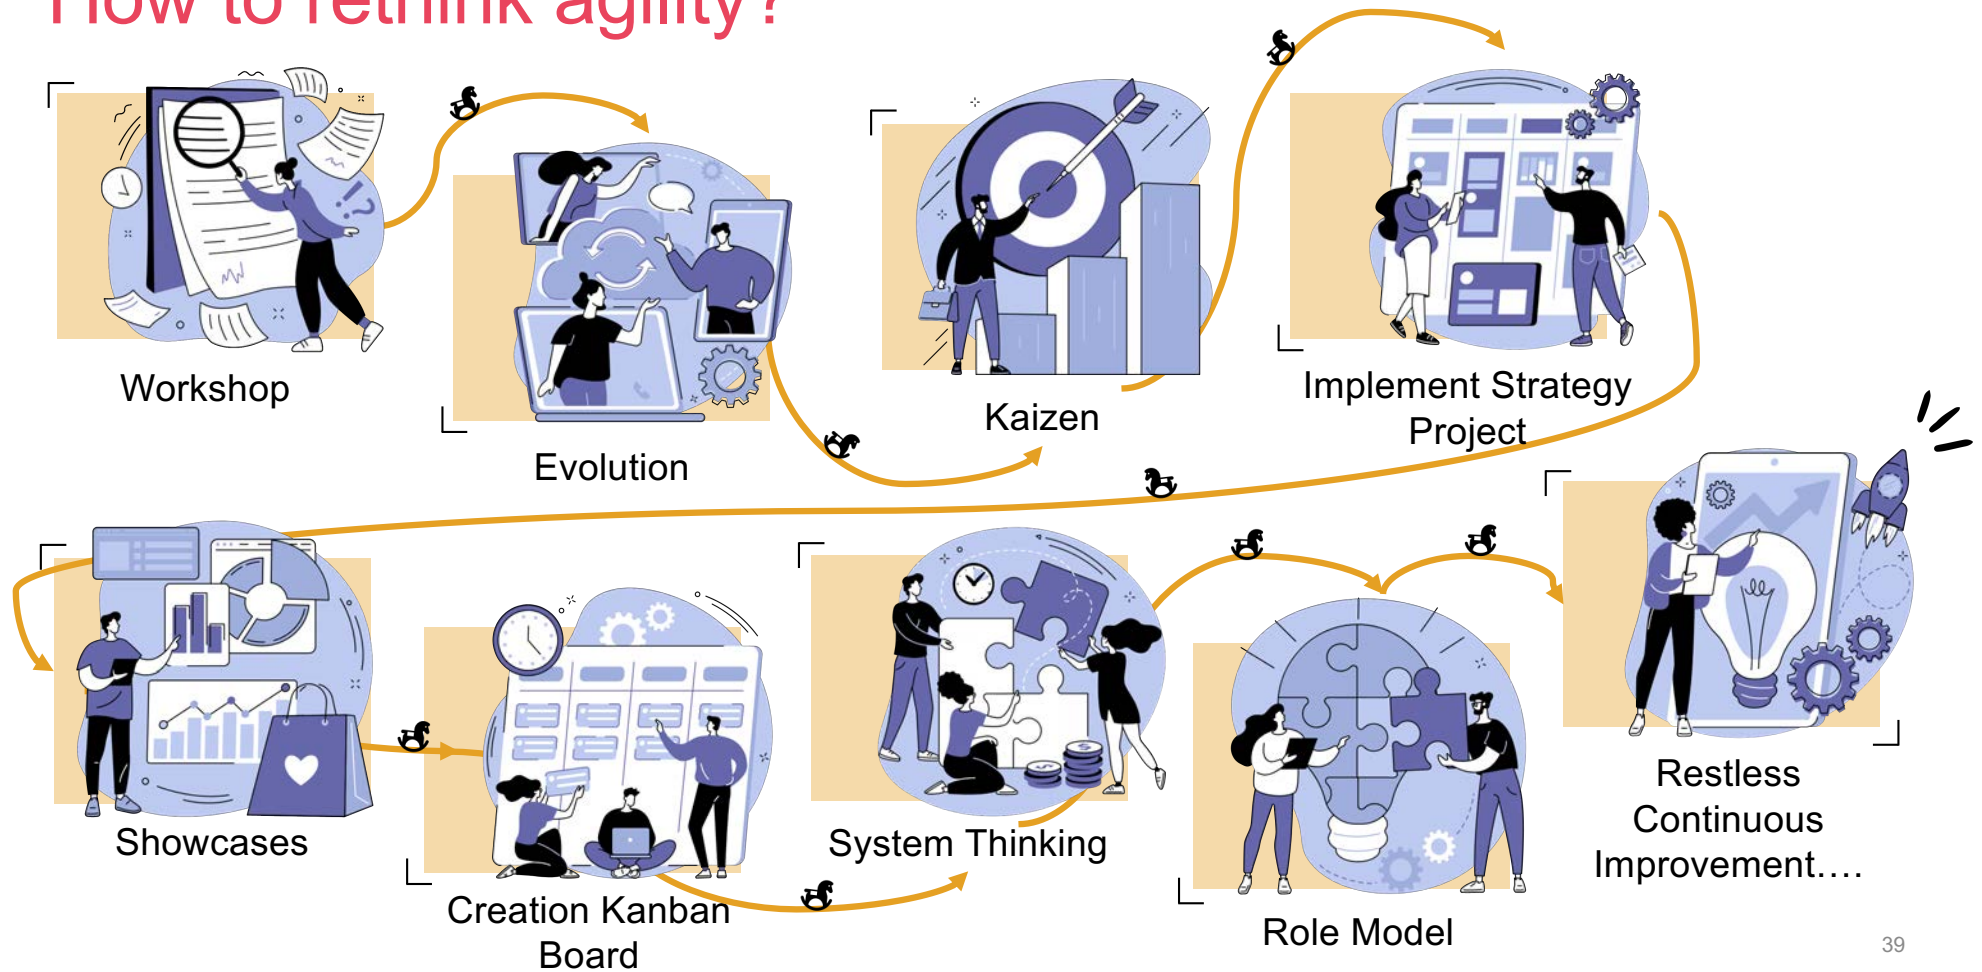 How to rethink agility?
Workshop
Evolution
Kaizen
Implement Strategy
Project
Showcases
Creation Kanban
Board
System Thinking
Role Model
Restless
Continuous
Improvement....
39